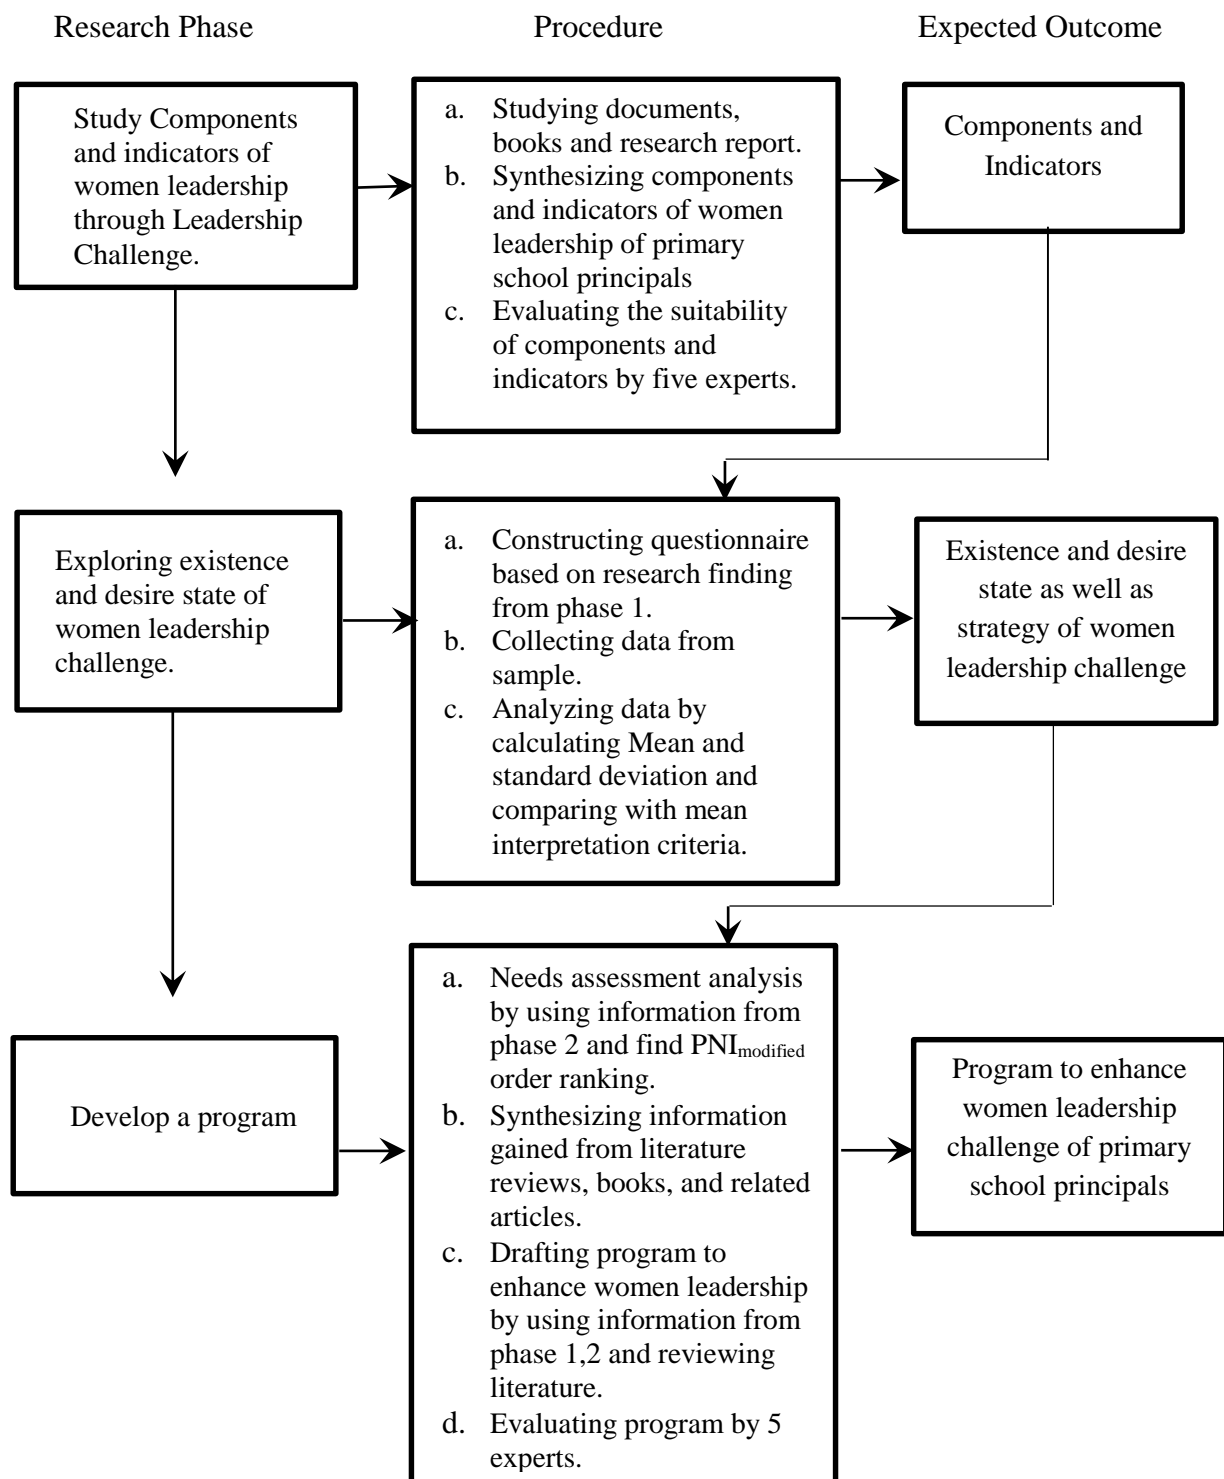 Research Phase
Procedure
Expected Outcome
Study Components
and indicators of
women leadership
through Leadership
Challenge.
a. Studying documents,
books and research report.
b. Synthesizing components
and indicators of women
leadership of primary
school principals
c. Evaluating the suitability
of components and
indicators by five experts.
Components and
Indicators
Exploring existence
and desire state of
women leadership
challenge.
a. Constructing questionnaire
based on research finding
from phase 1.
b. Collecting data from
sample.
c. Analyzing data by
calculating Mean and
standard deviation and
comparing with mean
interpretation criteria.
Existence and desire
state as well as
strategy of women
leadership challenge
Develop a program
a. Needs assessment analysis
by using information from
phase 2 and find PNImodified
order ranking.
b. Synthesizing information
gained from literature
reviews, books, and related
articles.
c. Drafting program to
enhance women leadership
by using information from
phase 1,2 and reviewing
literature.
d. Evaluating program by 5
experts.
Program to enhance
women leadership
challenge of primary
school principals